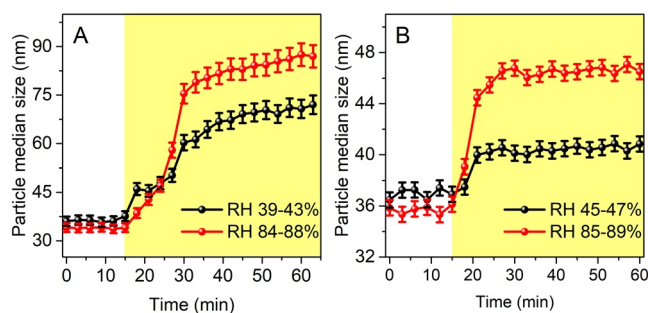 A
Particle median size (nm)
90
75
60
45
30
RH 39-43%
RH 84-88%
0 10 20 30 40 50 60
Time (min)
B
Particle median size (nm)
48
44
40
36
32
RH 45-47%
RH 85-89%
0 10 20 30 40 50 60
Time (min)